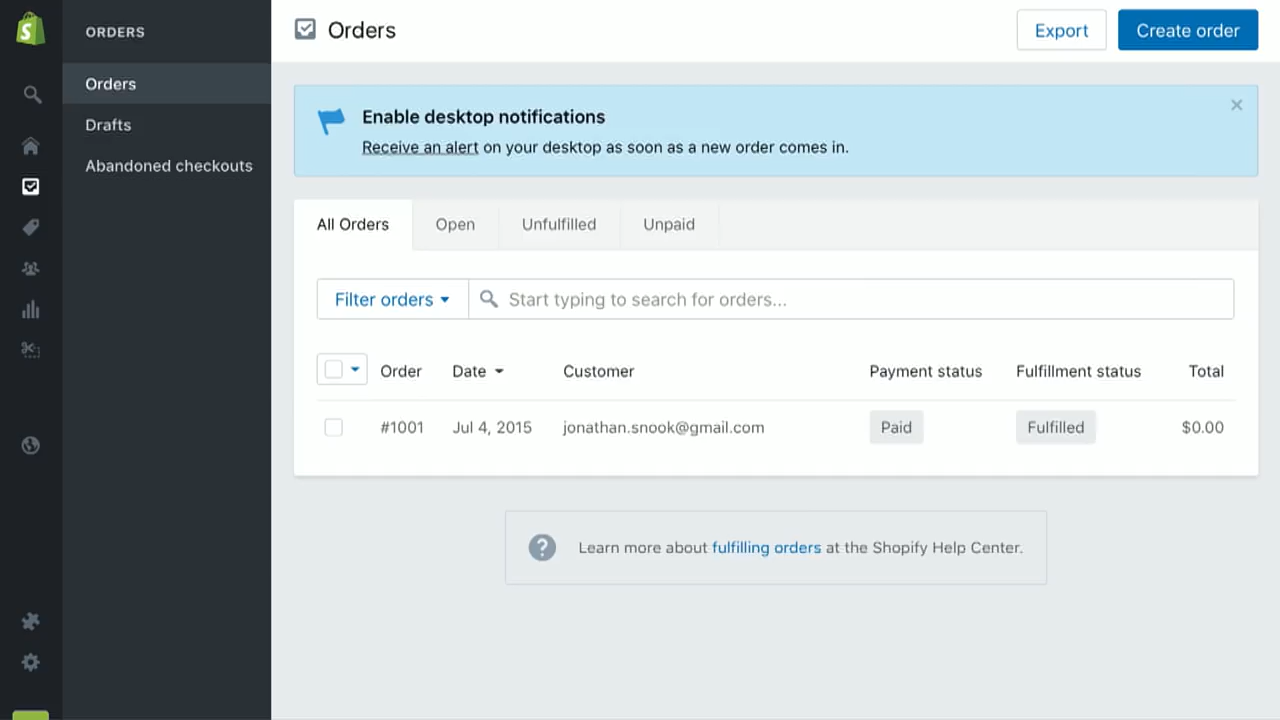 ORDERS
Orders
Drafts
Abandoned checkouts
Orders
Export
Create order
Enable desktop notifications
Receive an alert on your desktop as soon as a new order comes in.
All Orders Open Unfulfilled Unpaid
Filter orders Start typing to search for orders...
Order Date Customer Payment status Fulfillment status Total
#1001 Jul 4, 2015 jonathan.snook@gmail.com Paid Fulfilled $0.00
Learn more about fulfilling orders at the Shopify Help Center.